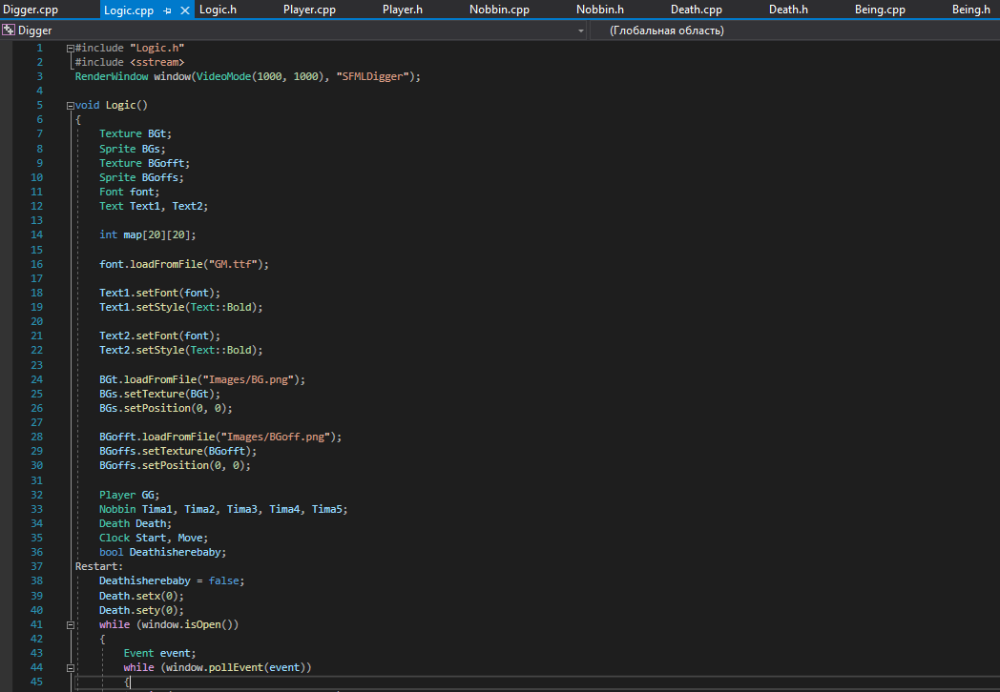 Digger.cpp Logic.cpp Logic.h Player.cpp Player.h Nobbin.cpp Nobbin.h Death.cpp Death.h Being.cpp Being.h
Digger (Глобальная область)
1 #include "Logic.h"
2 #include <sstream>
3 RenderWindow window(VideoMode(1000, 1000), "SFMLDigger");
4
5 void Logic()
6 {
7 Texture BGt;
8 Sprite BGs;
9 Texture BGofft;
10 Sprite BGoffs;
11 Font font;
12 Text Text1, Text2;
13
14 int map[20][20];
15
16 font.loadFromFile("GM.ttf");
17
18 Text1.setFont(font);
19 Text1.setStyle(Text::Bold);
20
21 Text2.setFont(font);
22 Text2.setStyle(Text::Bold);
23
24 BGt.loadFromFile("Images/BG.png");
25 BGs.setTexture(BGt);
26 BGs.setPosition(0, 0);
27
28 BGofft.loadFromFile("Images/BGoff.png");
29 BGoffs.setTexture(BGofft);
30 BGoffs.setPosition(0, 0);
31
32 Player GG;
33 Nobbin Tima1, Tima2, Tima3, Tima4, Tima5;
34 Death Death;
35 Clock Start, Move;
36 bool Deathisherebaby;
37 Restart:
38 Deathisherebaby = false;
39 Death.setx(0);
40 Death.sety(0);
41 while (window.isOpen())
42 {
43 Event event;
44 while (window.pollEvent(event))
45 {